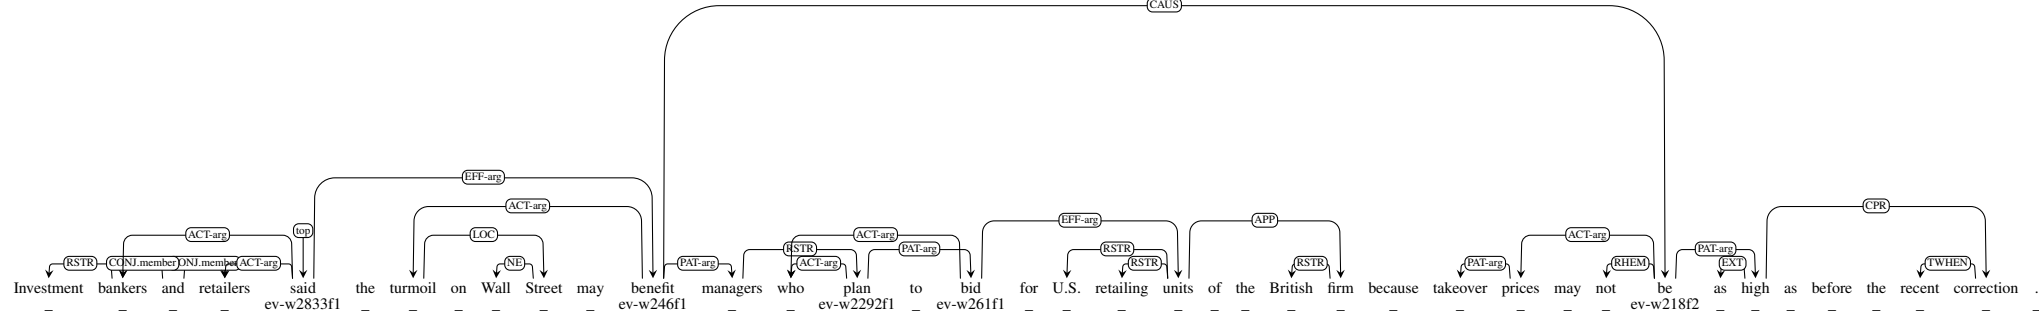 CAUS
EFF-arg
ACT-arg CPR
EFF-arg APP
top
ACT-arg LOC ACT-arg ACT-arg
RSTR PAT-arg RSTR PAT-arg
RSTR CONJ.member ONJ.member ACT-arg NE PAT-arg ACT-arg RSTR RSTR PAT-arg RHEM EXT TWHEN
Investment bankers and retailers said the turmoil on Wall Street may benefit managers who plan to bid for U.S. retailing units of the British firm because takeover prices may not be as high as before the recent correction .
_ _ _ _ ev-w2833f1 _ _ _ _ _ _ ev-w246f1 _ _ ev-w2292f1 _ ev-w261f1 _ _ _ _ _ _ _ _ _ _ _ _ _ ev-w218f2 _ _ _ _ _ _ _ _